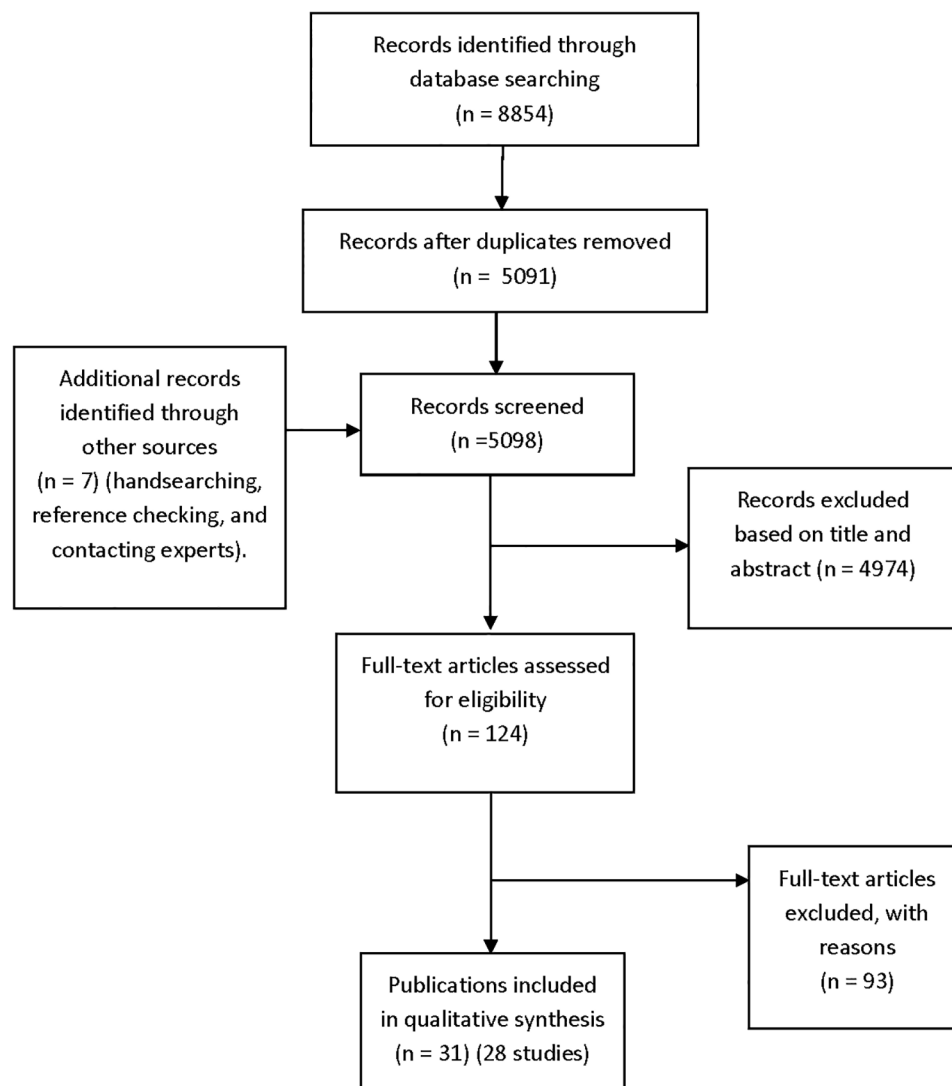 Records identified through
database searching
(n = 8854)
Records after duplicates removed
(n =  5091)
Additional records
identified through
other sources
(n = 7) (handsearching,
reference checking, and
contacting experts).
Records screened
(n =5098)
Records excluded
based on title and
abstract (n = 4974)
Full-text articles assessed
for eligibility
(n = 124)
Full-text articles
excluded, with
reasons
(n = 93)
Publications included
in qualitative synthesis
(n = 31) (28 studies)